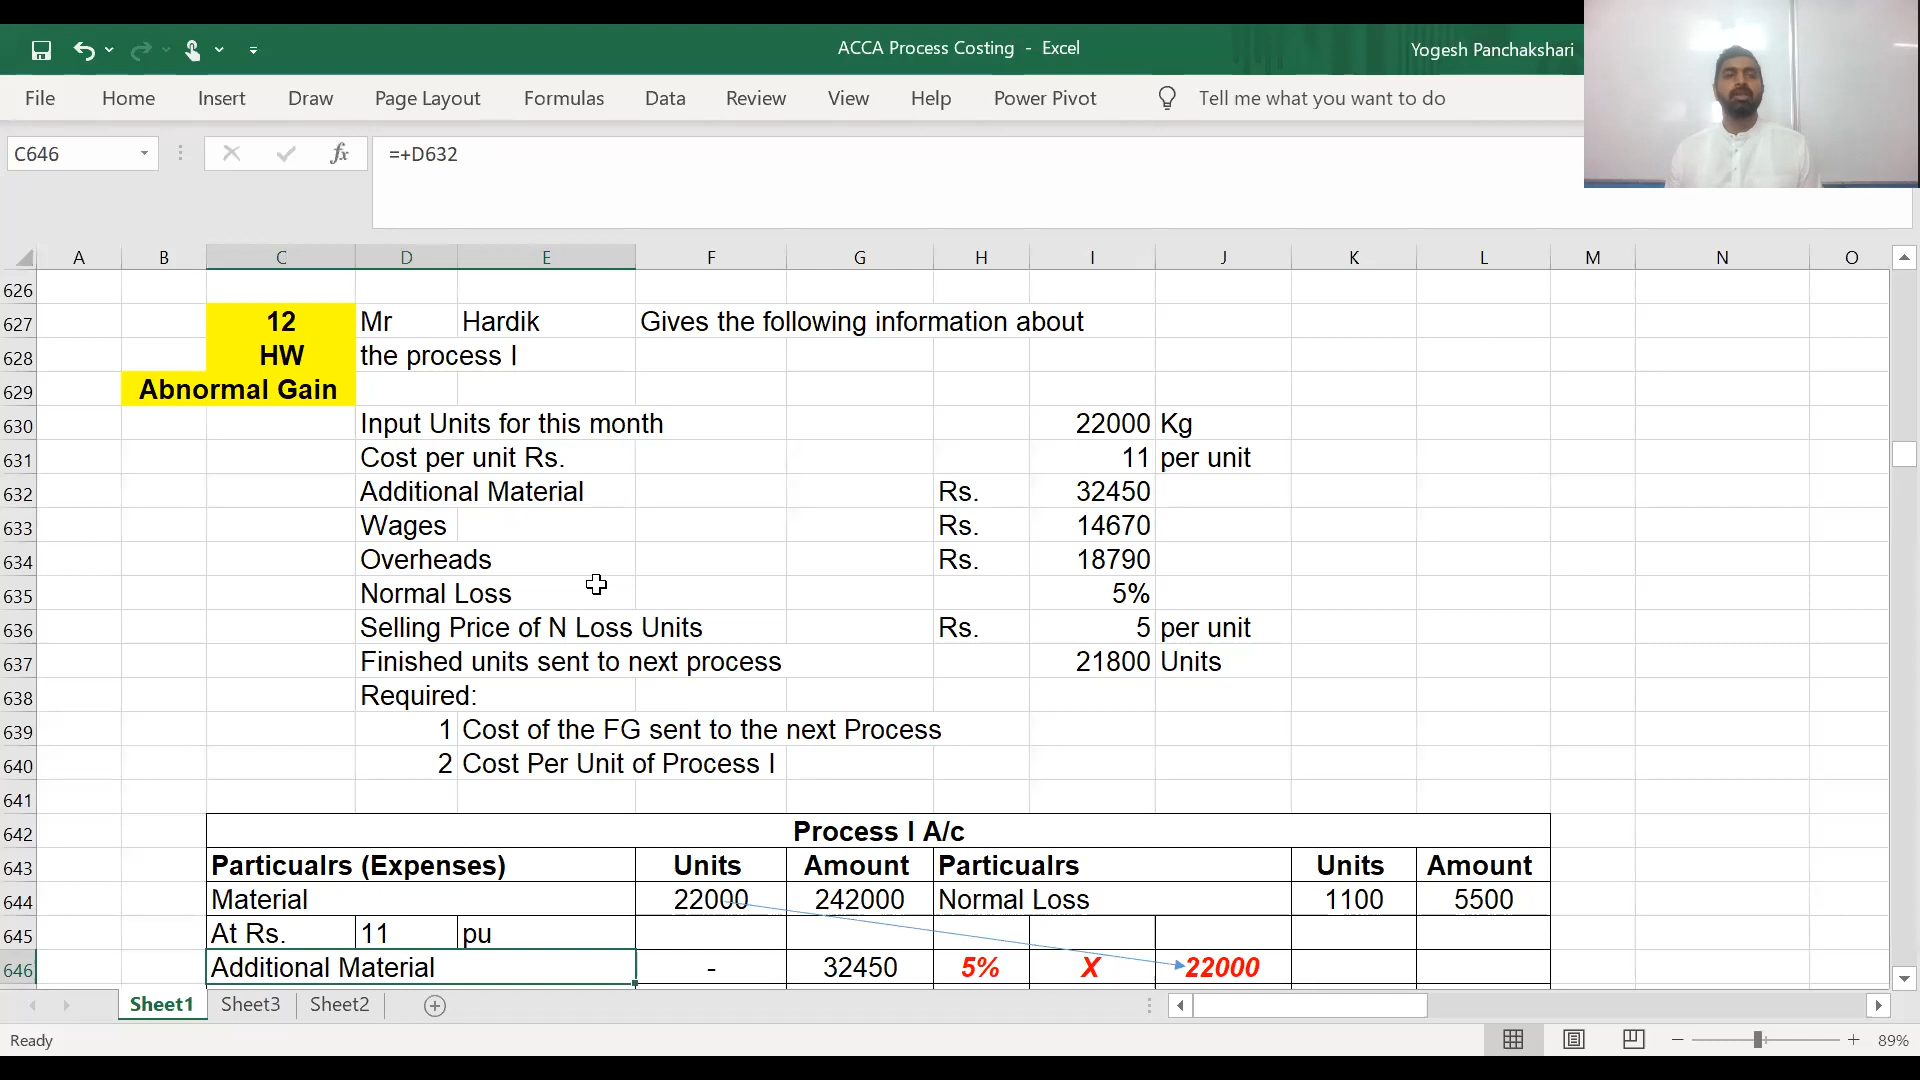 ACCA Process Costing - Excel
Yogesh Panchakshari
File Home Insert Draw Page Layout Formulas Data Review View Help Power Pivot Tell me what you want to do
C646 fx =+D632
A B C D E F G H I J K L M N O
626
627 12 Mr Hardik Gives the following information about
628 HW the process I
629 Abnormal Gain
630 Input Units for this month 22000 Kg
631 Cost per unit Rs. 11 per unit
632 Additional Material Rs. 32450
633 Wages Rs. 14670
634 Overheads Rs. 18790
635 Normal Loss 5%
636 Selling Price of N Loss Units Rs. 5 per unit
637 Finished units sent to next process 21800 Units
638 Required:
639 1 Cost of the FG sent to the next Process
640 2 Cost Per Unit of Process I
641
642 Process I A/c
643 Particualrs (Expenses) Units Amount Particualrs Units Amount
644 Material 22000 242000 Normal Loss 1100 5500
645 At Rs. 11 pu
646 Additional Material - 32450 5% X 22000
Sheet1 Sheet3 Sheet2
Ready 89%